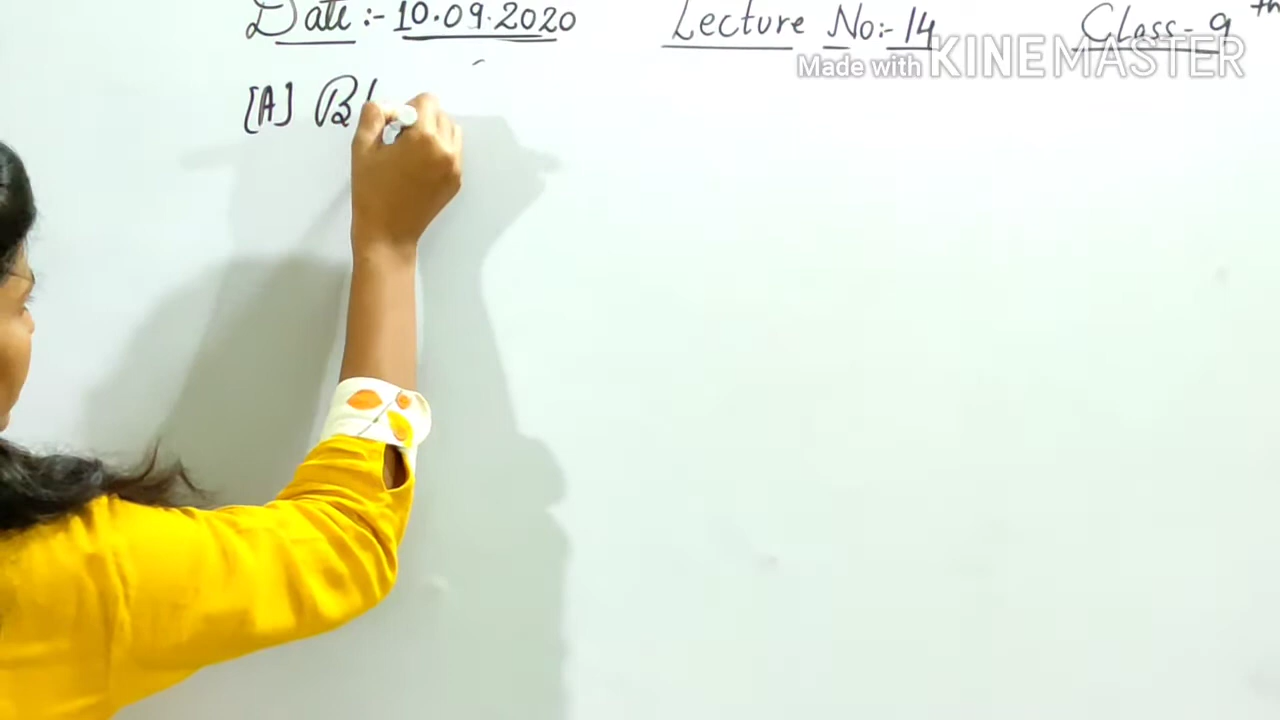 Date :- 10.09.2020 Lecture No:- 14 Class- 9th
Made with KINEMASTER
[A] B